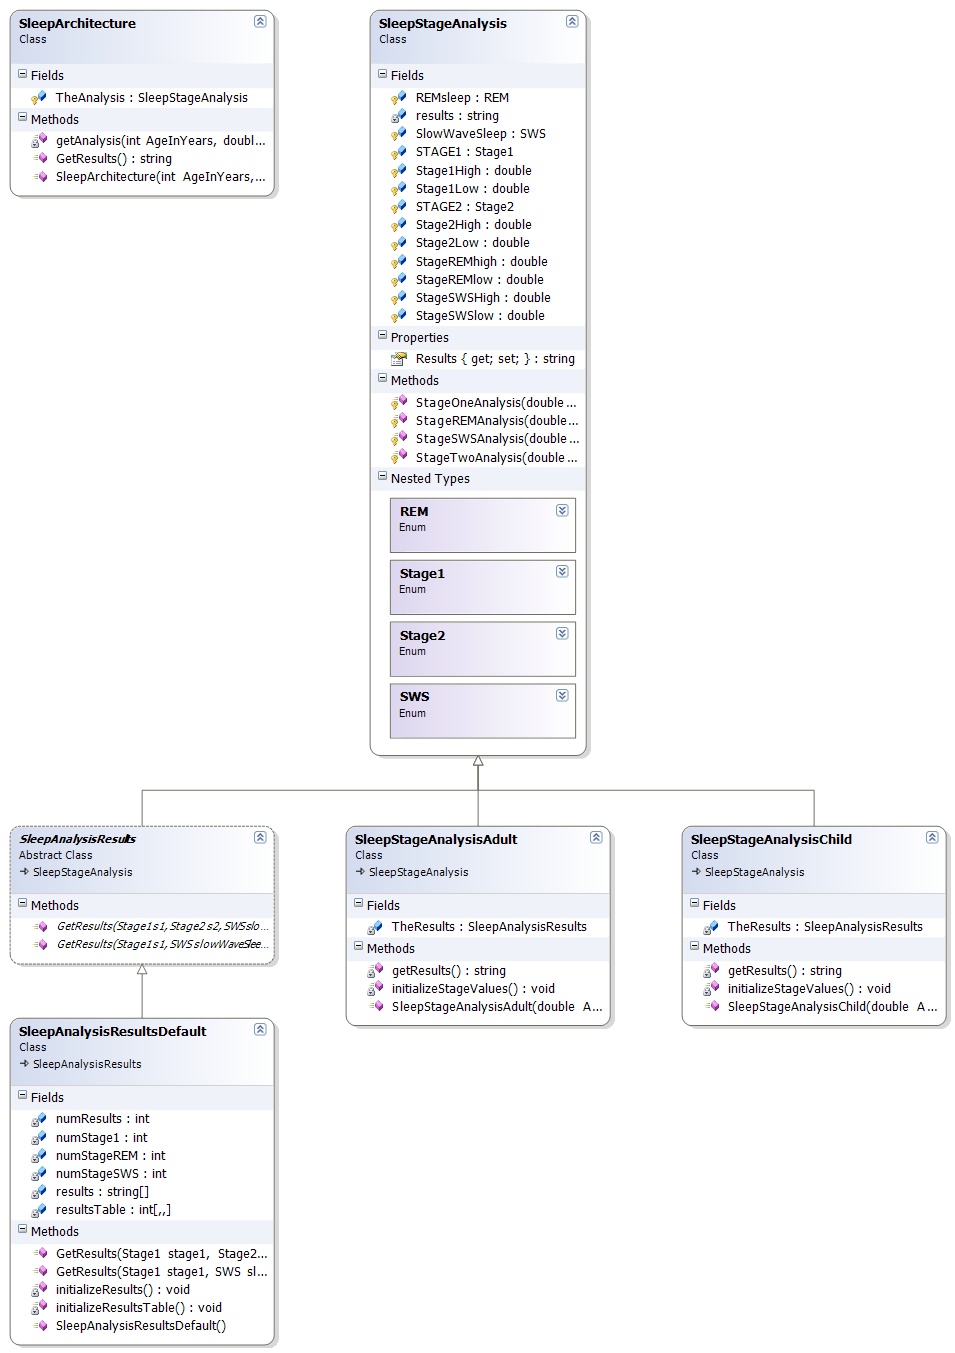 SleepArchitecture
Class
Fields
TheAnalysis : SleepStageAnalysis
Methods
getAnalysis(int AgeInYears, doubl...
GetResults() : string
SleepArchitecture(int AgeInYears,...
SleepStageAnalysis
Class
Fields
REMsleep : REM
results : string
SlowWaveSleep : SWS
STAGE1 : Stage1
Stage1High : double
Stage1Low : double
STAGE2 : Stage2
Stage2High : double
Stage2Low : double
StageREMhigh : double
StageREMlow : double
StageSWSHigh : double
StageSWSlow : double
Properties
Results { get; set; } : string
Methods
StageOneAnalysis(double ...
StageREMAnalysis(double...
StageSWSAnalysis(double ...
StageTwoAnalysis(double ...
Nested Types
REM
Enum
Stage1
Enum
Stage2
Enum
SWS
Enum
SleepAnalysisResults
Abstract Class
SleepStageAnalysis
Methods
GetResults(Stage1 s1, Stage2 s2, SWS slo...
GetResults(Stage1 s1, SWS slowWaveSlee...
SleepStageAnalysisAdult
Class
SleepStageAnalysis
Fields
TheResults : SleepAnalysisResults
Methods
getResults() : string
initializeStageValues() : void
SleepStageAnalysisAdult(double A...
SleepStageAnalysisChild
Class
SleepStageAnalysis
Fields
TheResults : SleepAnalysisResults
Methods
getResults() : string
initializeStageValues() : void
SleepStageAnalysisChild(double A...
SleepAnalysisResultsDefault
Class
SleepAnalysisResults
Fields
numResults : int
numStage1 : int
numStageREM : int
numStageSWS : int
results : string[]
resultsTable : int[,,]
Methods
GetResults(Stage1 stage1, Stage2...
GetResults(Stage1 stage1, SWS sl...
initializeResults() : void
initializeResultsTable() : void
SleepAnalysisResultsDefault()